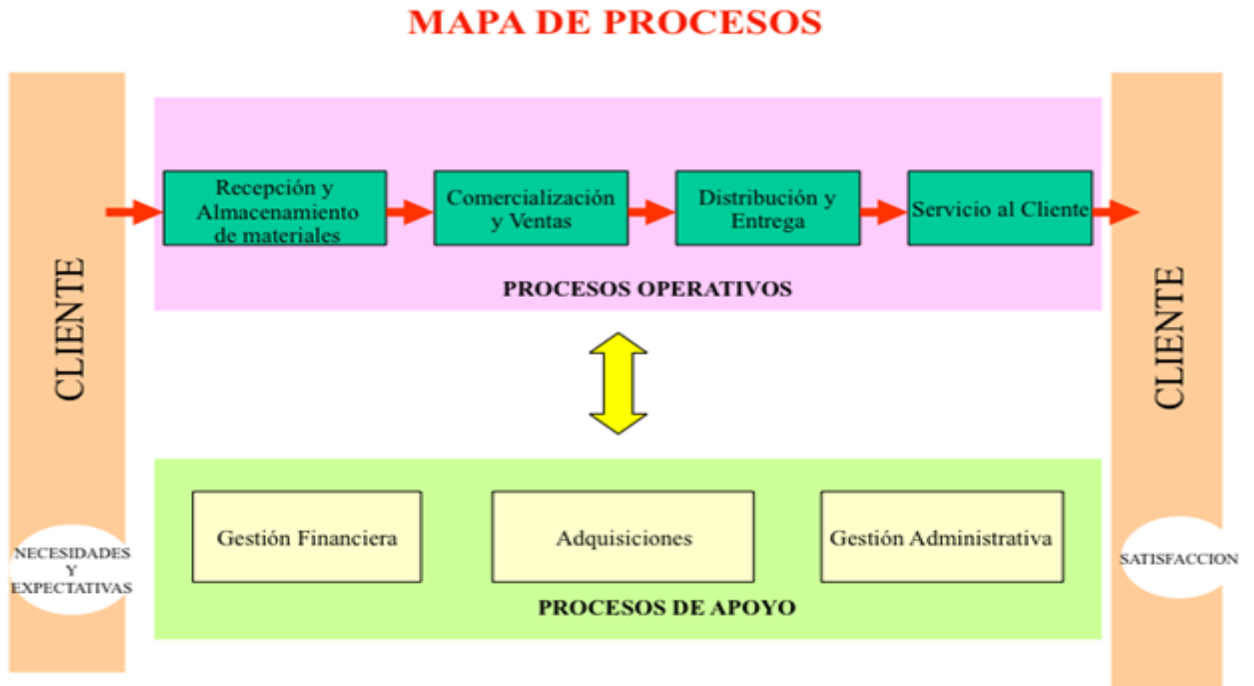 MAPA DE PROCESOS
CLIENTE
NECESIDADES
Y
EXPECTATIVAS
Recepción y
Almacenamiento
de materiales
Comercialización
y Ventas
Distribución y
Entrega
Servicio al Cliente
PROCESOS OPERATIVOS
Gestión Financiera
Adquisiciones
Gestión Administrativa
PROCESOS DE APOYO
CLIENTE
SATISFACCION